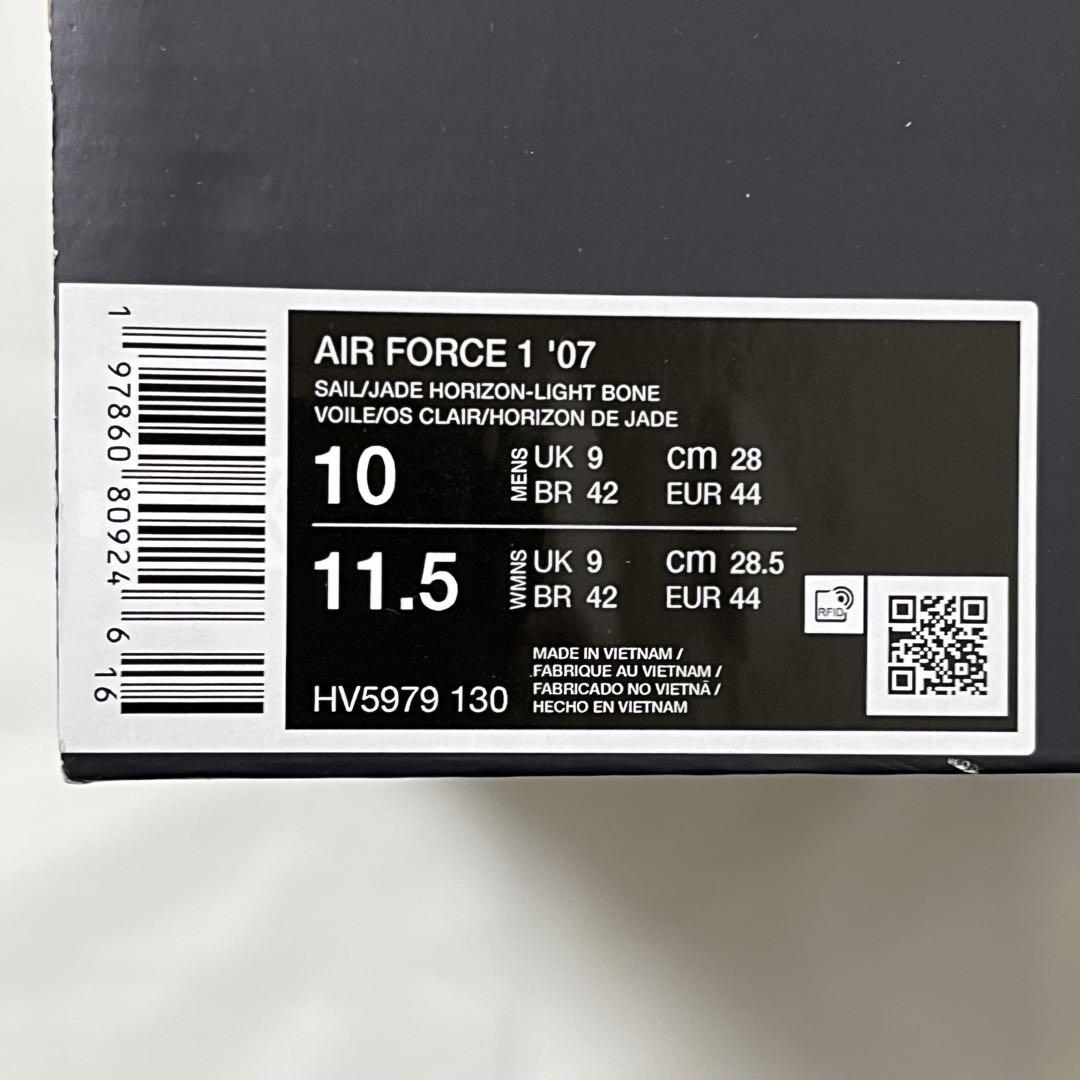 AIR FORCE 1 '07
SAIL/JADE HORIZON-LIGHT BONE
VOILE/OS CLAIR/HORIZON DE JADE
10 MENS UK 9 cm 28
BR 42 EUR 44
11.5 WMNS UK 9 cm 28.5
BR 42 EUR 44
HV5979 130
MADE IN VIETNAM /
FABRIQUE AU VIETNAM /
FABRICADO NO VIETNÃ /
HECHO EN VIETNAM
RFID
1 97860 80924 6 16